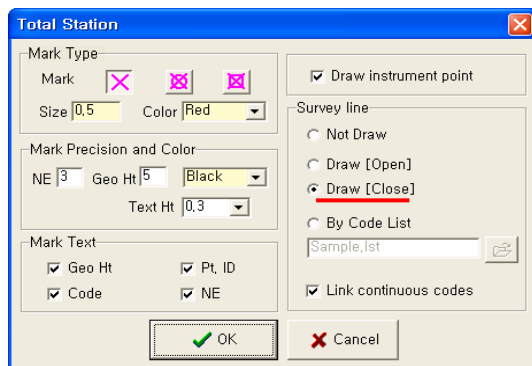 Total Station
Mark Type
Mark
Size 0,5 Color Red
Mark Precision and Color
NE 3 Geo Ht 5 Black
Text Ht 0,3
Mark Text
Geo Ht Pt, ID
Code NE
Draw instrument point
Survey line
Not Draw
Draw [Open]
Draw [Close]
By Code List
Sample,lst
Link continuous codes
OK Cancel